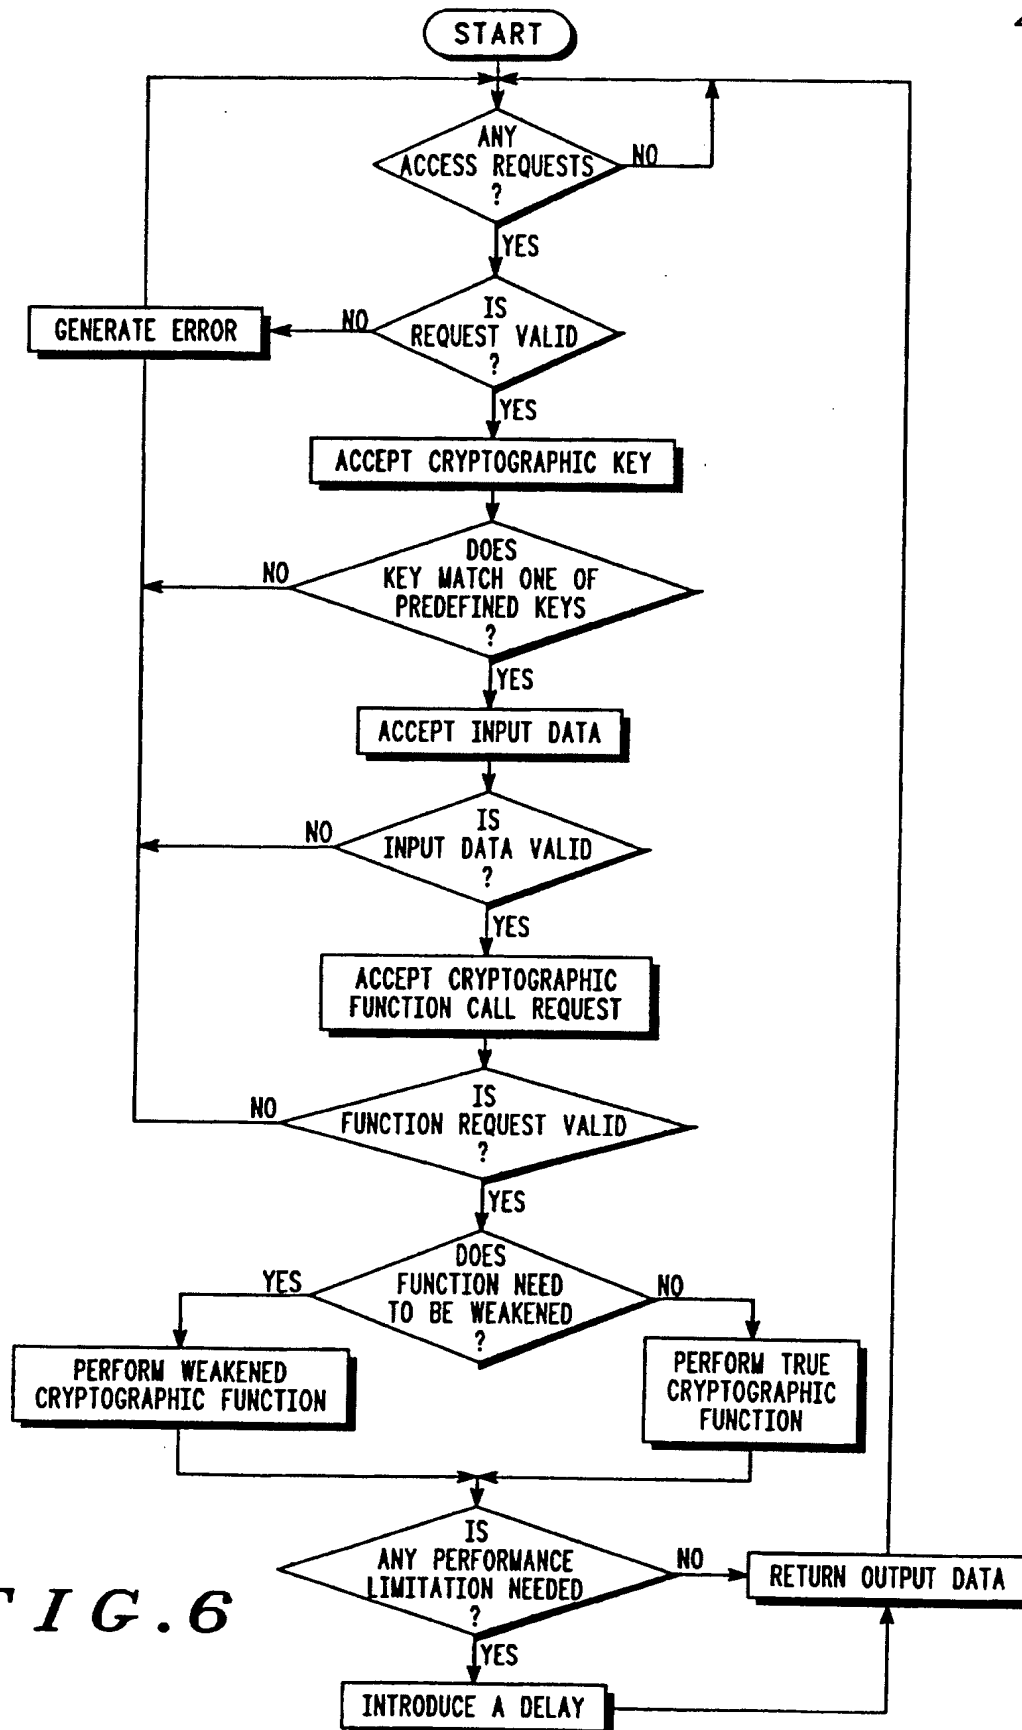 START
ANY
ACCESS REQUESTS
?
NO
YES
IS
REQUEST VALID
?
NO
GENERATE ERROR
YES
ACCEPT CRYPTOGRAPHIC KEY
DOES
KEY MATCH ONE OF
PREDEFINED KEYS
?
NO
YES
ACCEPT INPUT DATA
IS
INPUT DATA VALID
?
NO
YES
ACCEPT CRYPTOGRAPHIC
FUNCTION CALL REQUEST
IS
FUNCTION REQUEST VALID
?
NO
YES
DOES
FUNCTION NEED
TO BE WEAKENED
?
YES
NO
PERFORM WEAKENED
CRYPTOGRAPHIC FUNCTION
PERFORM TRUE
CRYPTOGRAPHIC
FUNCTION
IS
ANY PERFORMANCE
LIMITATION NEEDED
?
NO
RETURN OUTPUT DATA
YES
INTRODUCE A DELAY
FIG.6